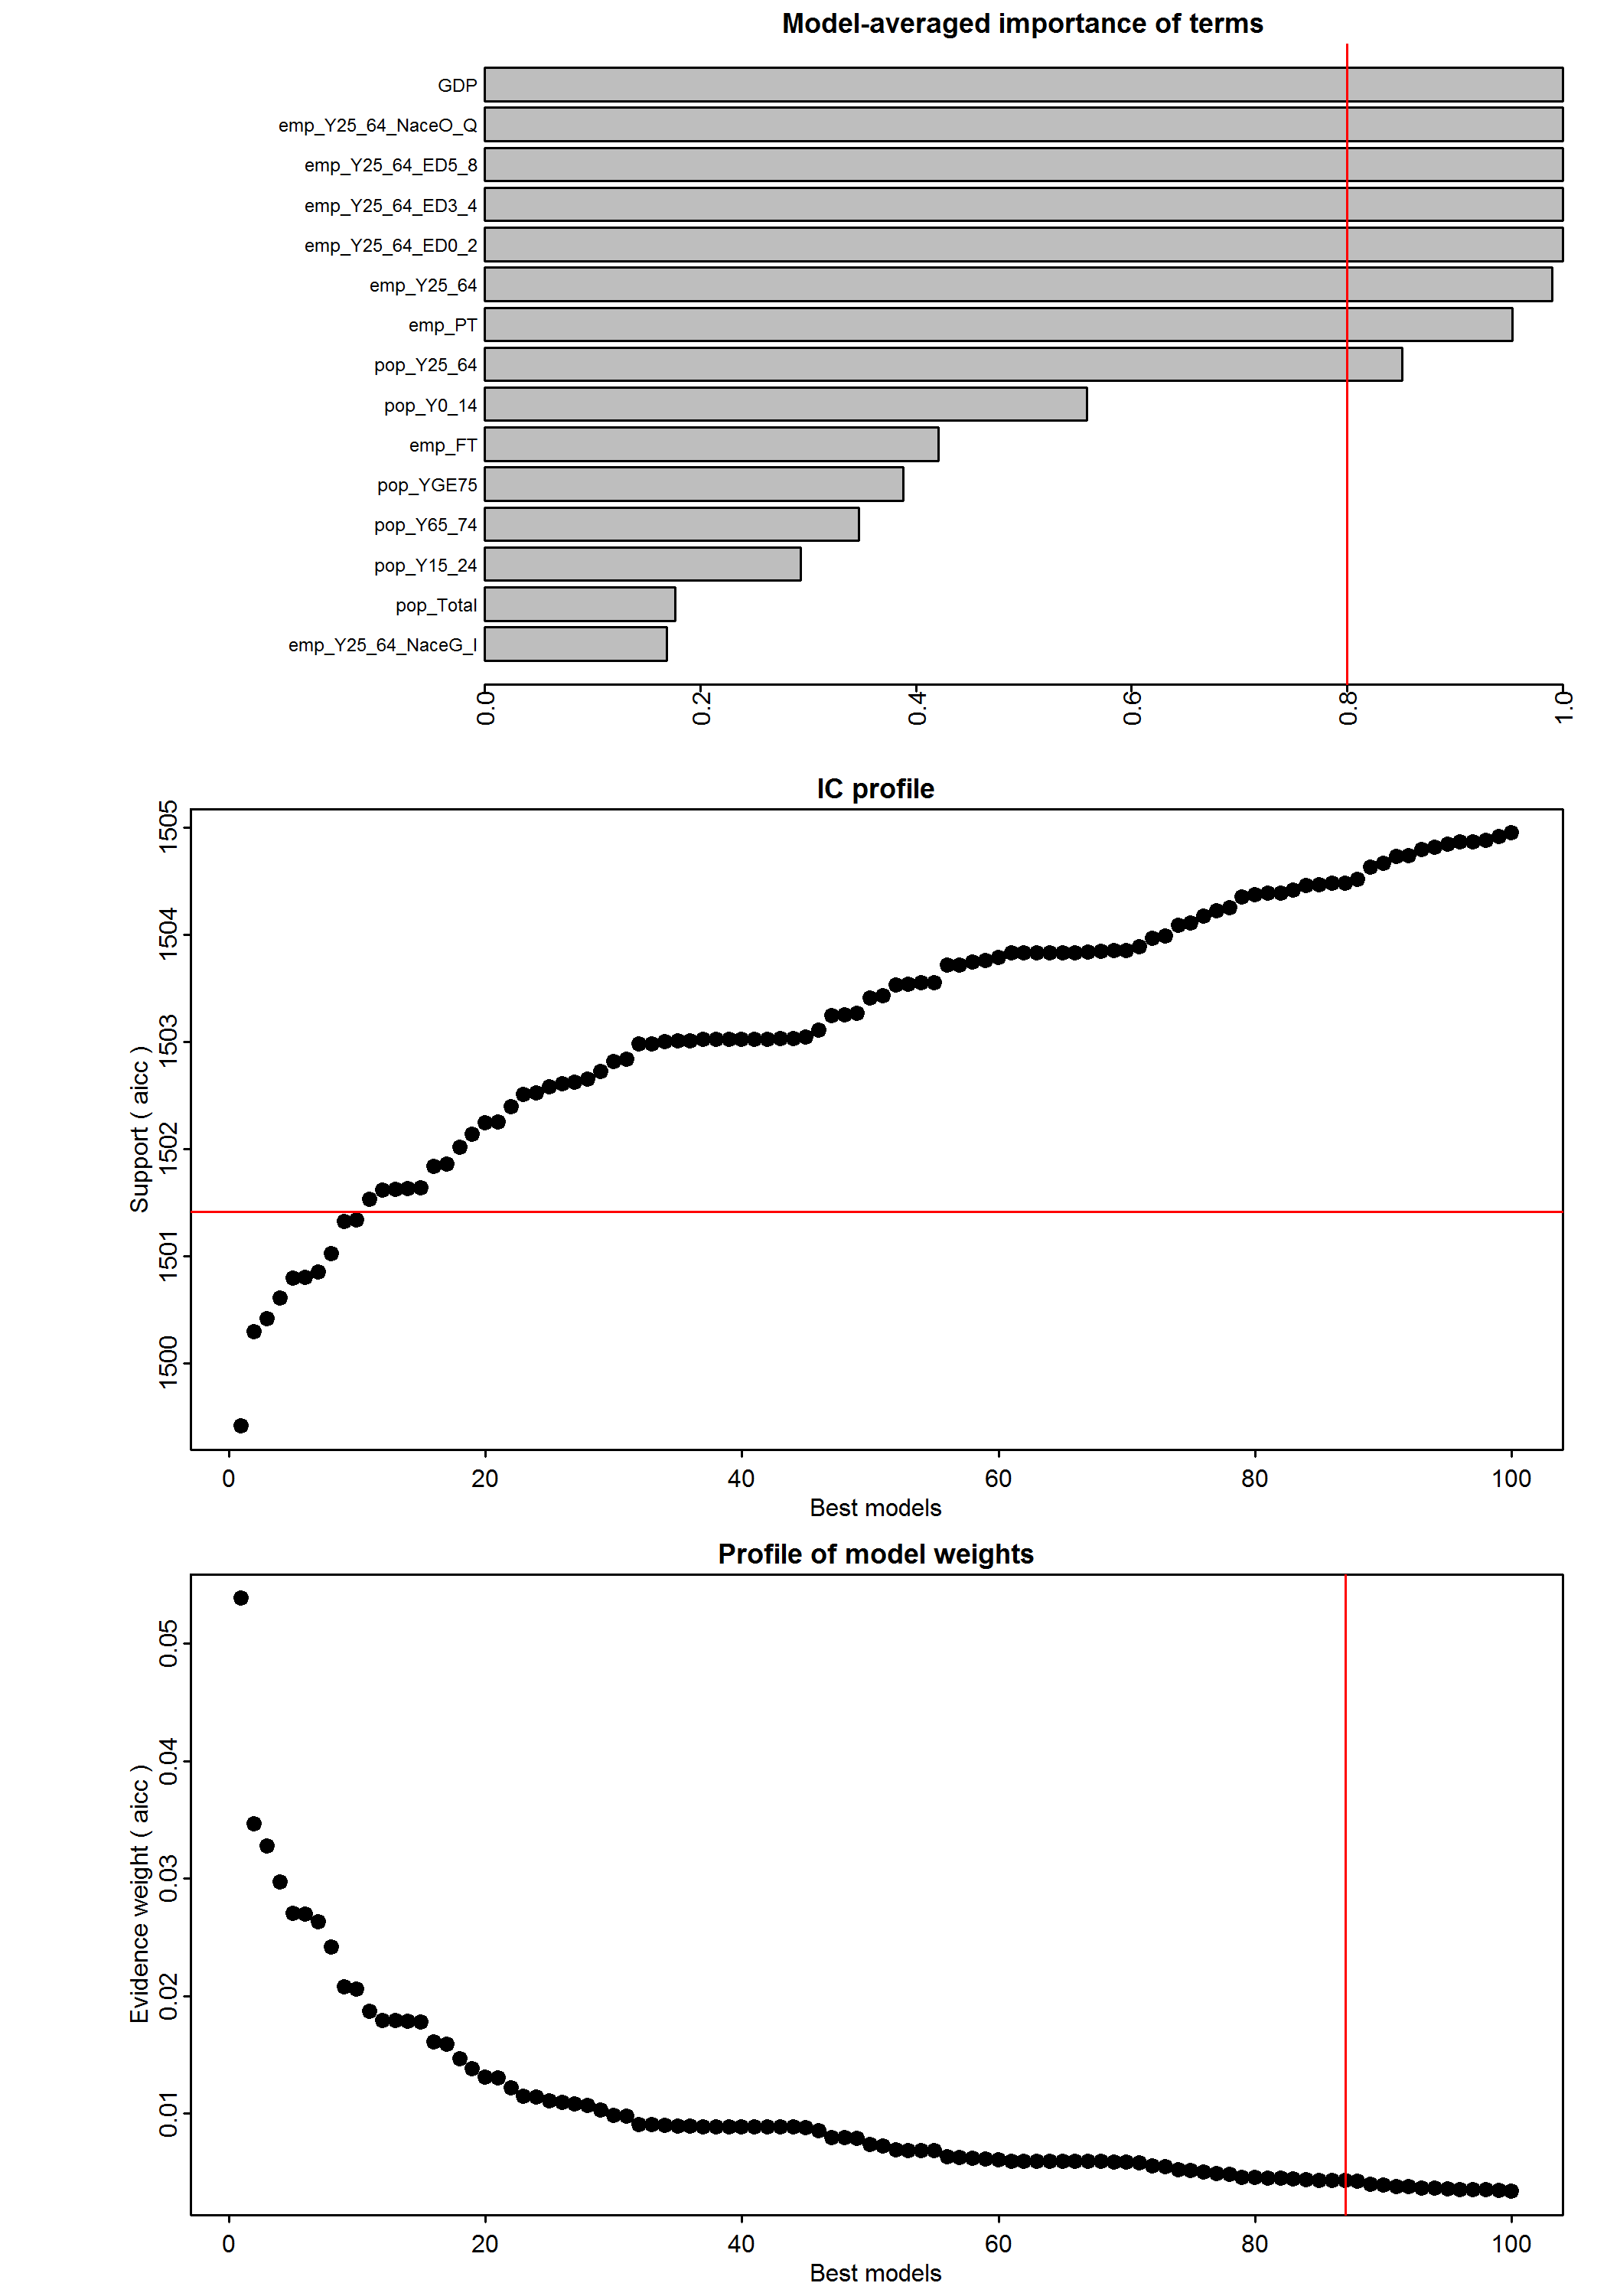 Model-averaged importance of terms
GDP
emp_Y25_64_NaceO_Q
emp_Y25_64_ED5_8
emp_Y25_64_ED3_4
emp_Y25_64_ED0_2
emp_Y25_64
emp_PT
pop_Y25_64
pop_Y0_14
emp_FT
pop_YGE75
pop_Y65_74
pop_Y15_24
pop_Total
emp_Y25_64_NaceG_I
0.0 0.2 0.4 0.6 0.8 1.0
IC profile
Support ( aicc )
1505
1504
1503
1502
1501
1500
0 20 40 60 80 100
Best models
Profile of model weights
Evidence weight ( aicc )
0.05
0.04
0.03
0.02
0.01
0 20 40 60 80 100
Best models